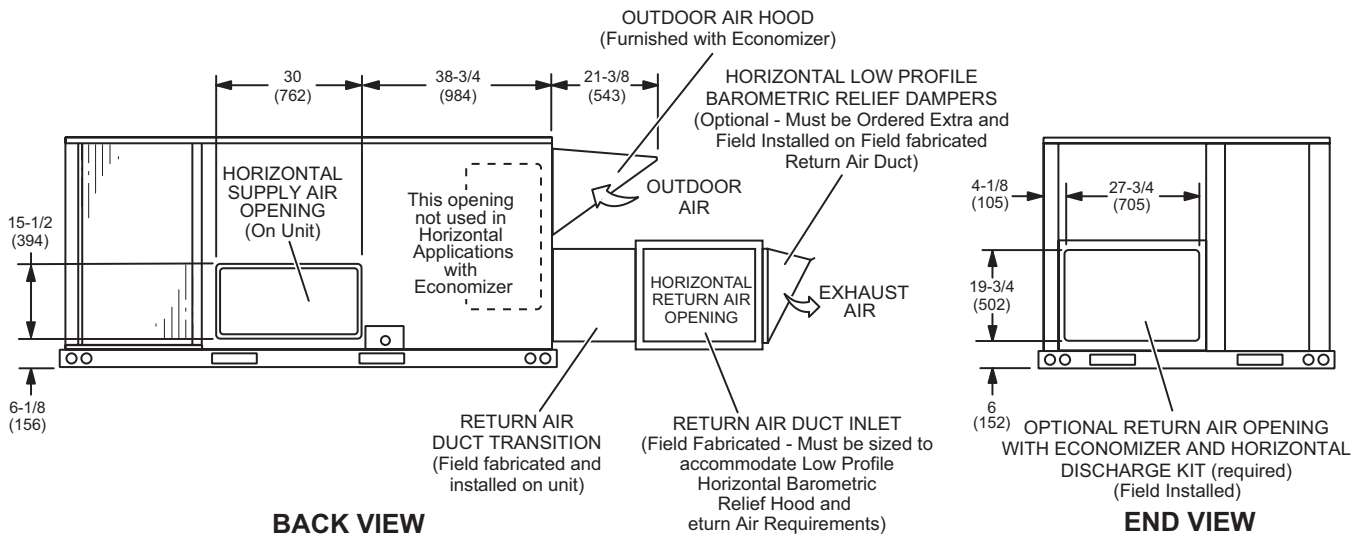 OUTDOOR AIR HOOD
(Furnished with Economizer)
30
(762)
38-3/4
(984)
21-3/8
(543)
HORIZONTAL LOW PROFILE
BAROMETRIC RELIEF DAMPERS
(Optional - Must be Ordered Extra and
Field Installed on Field fabricated
Return Air Duct)
HORIZONTAL
SUPPLY AIR
OPENING
(On Unit)
15-1/2
(394)
This opening
not used in
Horizontal
Applications
with
Economizer
OUTDOOR
AIR
HORIZONTAL
RETURN AIR
OPENING
EXHAUST
AIR
6-1/8
(156)
RETURN AIR
DUCT TRANSITION
(Field fabricated and
installed on unit)
RETURN AIR DUCT INLET
(Field Fabricated - Must be sized to
accommodate Low Profile
Horizontal Barometric
Relief Hood and
eturn Air Requirements)
BACK VIEW
4-1/8
(105)
27-3/4
(705)
19-3/4
(502)
6
(152)
OPTIONAL RETURN AIR OPENING
WITH ECONOMIZER AND HORIZONTAL
DISCHARGE KIT (required)
(Field Installed)
END VIEW